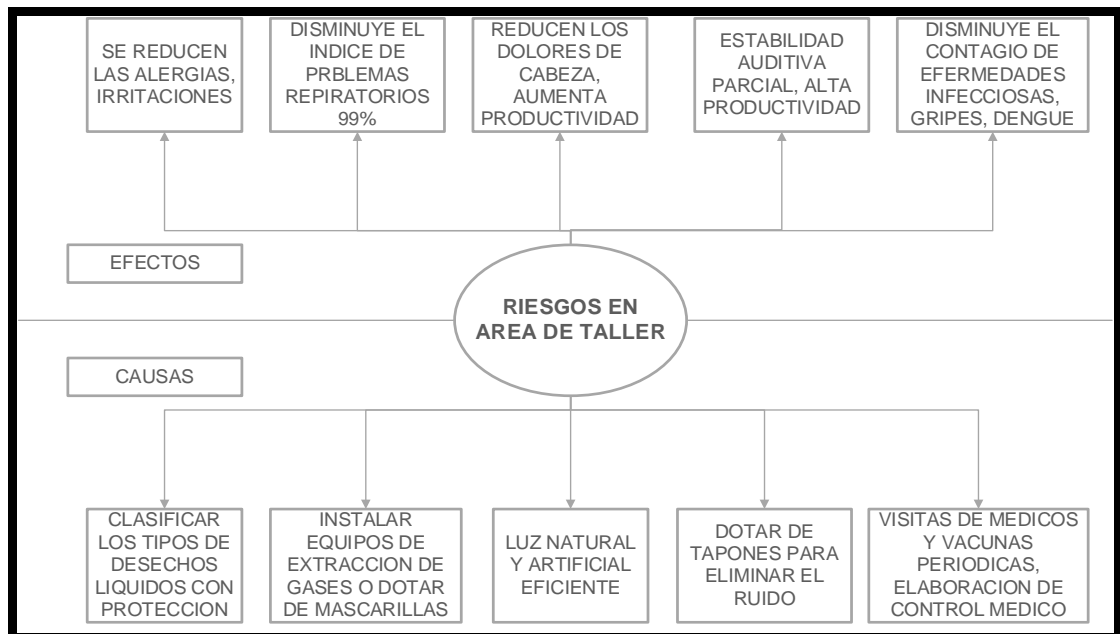 SE REDUCEN
LAS ALERGIAS,
IRRITACIONES
DISMINUYE EL
INDICE DE
PRBLEMAS
REPIRATORIOS
99%
REDUCEN LOS
DOLORES DE
CABEZA,
AUMENTA
PRODUCTIVIDAD
ESTABILIDAD
AUDITIVA
PARCIAL, ALTA
PRODUCTIVIDAD
DISMNUYE EL
CONTAGIO DE
EFERMEDADES
INFECCIOSAS,
GRIPES, DENGUE
EFECTOS
RIESGOS EN
AREA DE TALLER
CAUSAS
CLASIFICAR
LOS TIPOS DE
DESECHOS
LIQUIDOS CON
PROTECCION
INSTALAR
EQUIPOS DE
EXTRACCION DE
GASES O DOTAR
DE MASCARILLAS
LUZ NATURAL
Y ARTIFICIAL
EFICIENTE
DOTAR DE
TAPONES PARA
ELIMINAR EL
RUIDO
VISITAS DE MEDICOS
Y VACUNAS
PERIODICAS,
ELABORACION DE
CONTROL MEDICO